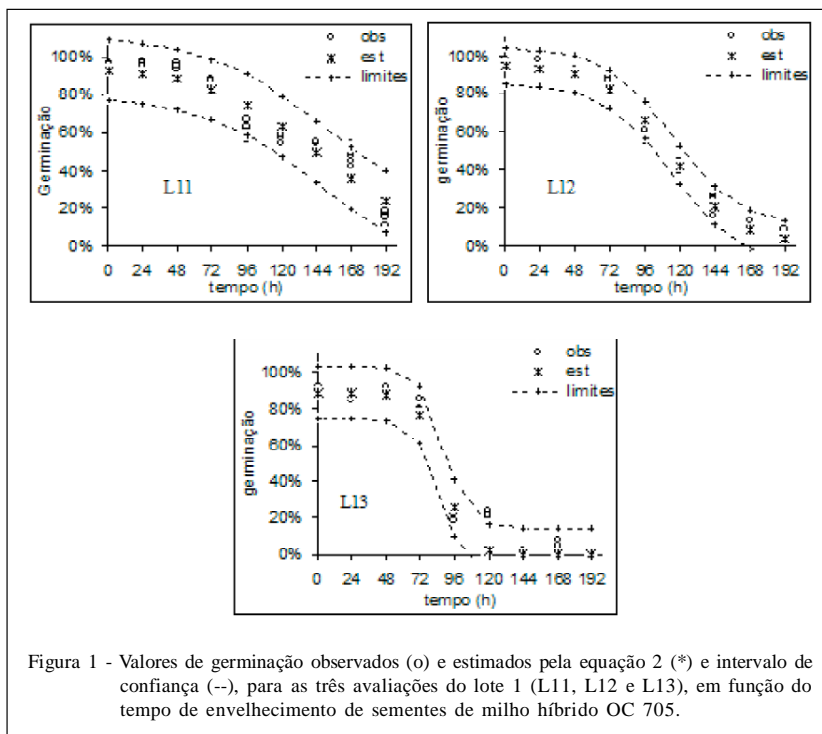 obs
est
limites
100%
80%
60%
40%
20%
0%
Germinação
L11
0 24 48 72 96 120 144 168 192
tempo (h)
obs
est
limites
100%
80%
60%
40%
20%
0%
germinação
L12
0 24 48 72 96 120 144 168 192
tempo (h)
obs
est
limites
100%
80%
60%
40%
20%
0%
germinação
L13
0 24 48 72 96 120 144 168 192
tempo (h)
Figura 1 - Valores de germinação observados (o) e estimados pela equação 2 (*) e intervalo de
confiança (--), para as três avaliações do lote 1 (L11, L12 e L13), em função do
tempo de envelhecimento de sementes de milho híbrido OC 705.